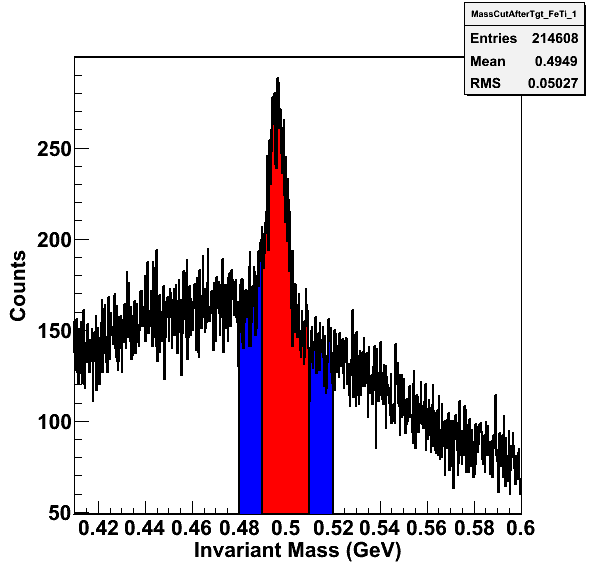 MassCutAfterTgt_FeTi_1
Entries 214608
Mean 0.4949
RMS 0.05027
250
200
150
100
50
Counts
0.42 0.44 0.46 0.48 0.5 0.52 0.54 0.56 0.58 0.6
Invariant Mass (GeV)